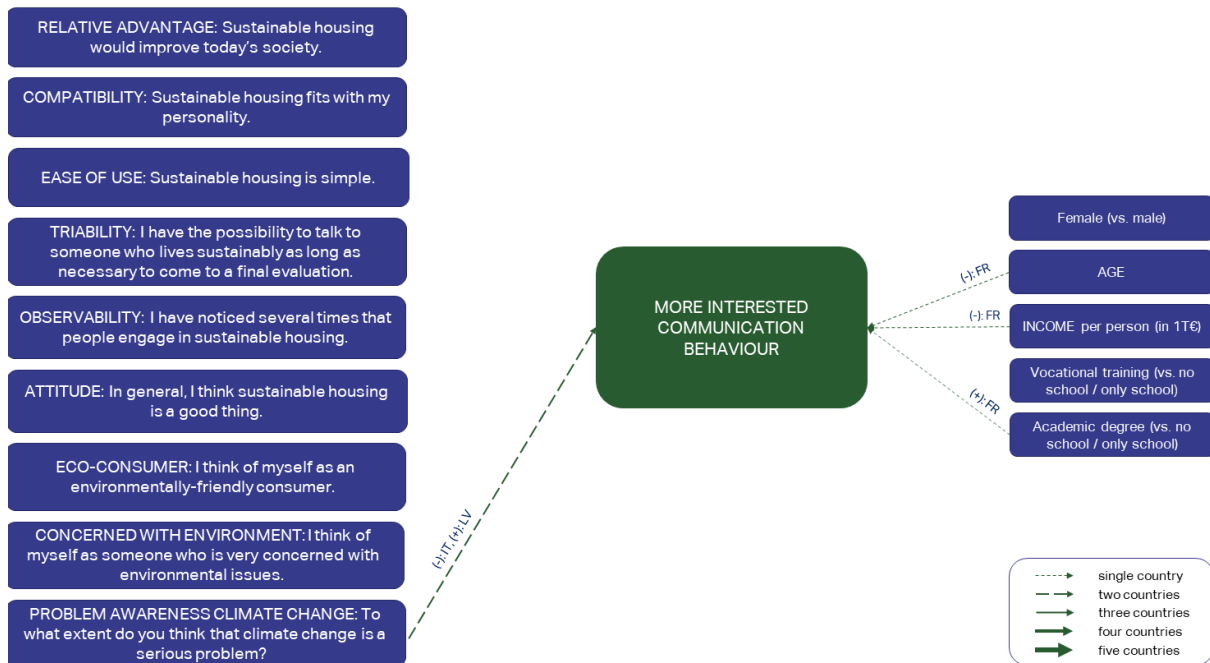 RELATIVE ADVANTAGE: Sustainable housing
would improve today's society.
COMPATIBILITY: Sustainable housing fits with my
personality.
EASE OF USE: Sustainable housing is simple.
TRIABILITY: I have the possibility to talk to
someone who lives sustainably as long as
necessary to come to a final evaluation.
OBSERVABILITY: I have noticed several times that
people engage in sustainable housing.
ATTITUDE: In general, I think sustainable housing
is a good thing.
ECO-CONSUMER: I think of myself as an
environmentally-friendly consumer.
CONCERNED WITH ENVIRONMENT: I think of
myself as someone who is very concerned with
environmental issues.
PROBLEM AWARENESS CLIMATE CHANGE: To
what extent do you think that climate change is a
serious problem?
(-): IT, (+): LV
MORE INTERESTED
COMMUNICATION
BEHAVIOUR
(-): FR
(-): FR
(+): FR
Female (vs. male)
AGE
INCOME per person (in 1T€)
Vocational training (vs. no
school / only school)
Academic degree (vs. no
school / only school)
single country
two countries
three countries
four countries
five countries